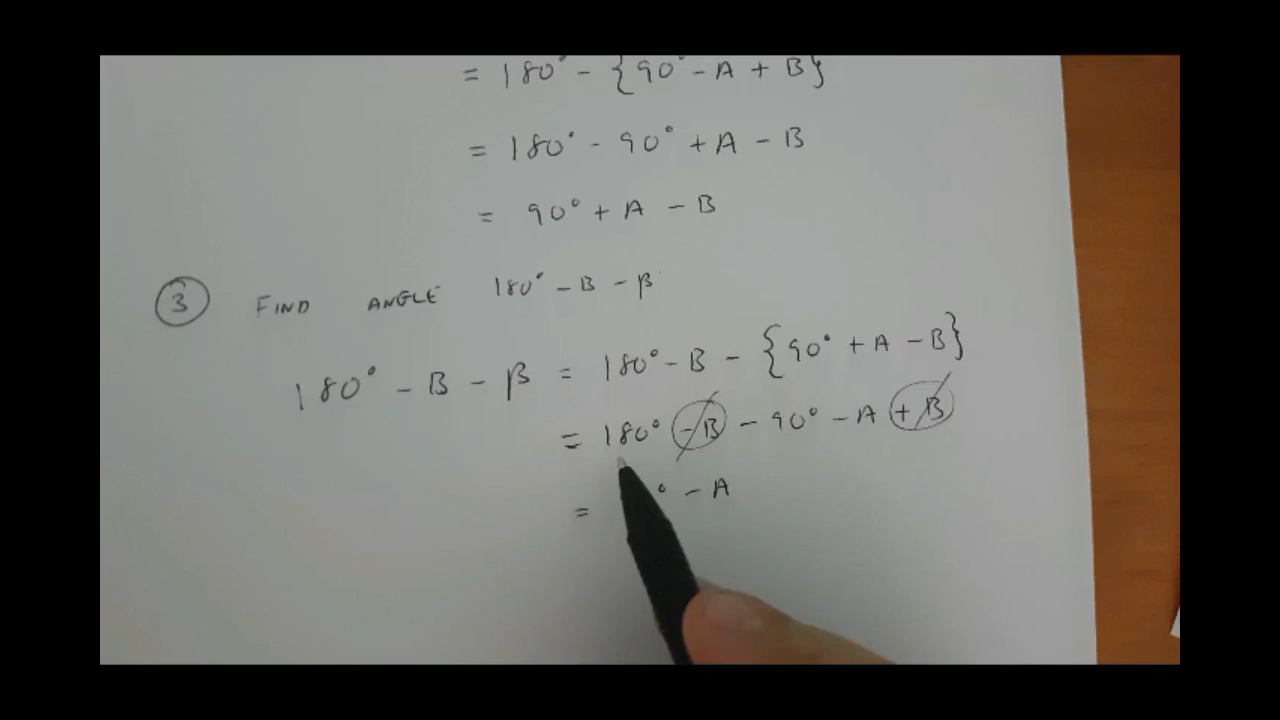 = 180° - {90° - A + B}
= 180° - 90° + A - B
= 90° + A - B
3 FIND ANGLE 180° - B - β
180° - B - β = 180° - B - {90° + A - B}
= 180° - B - 90° - A + B
= ° - A